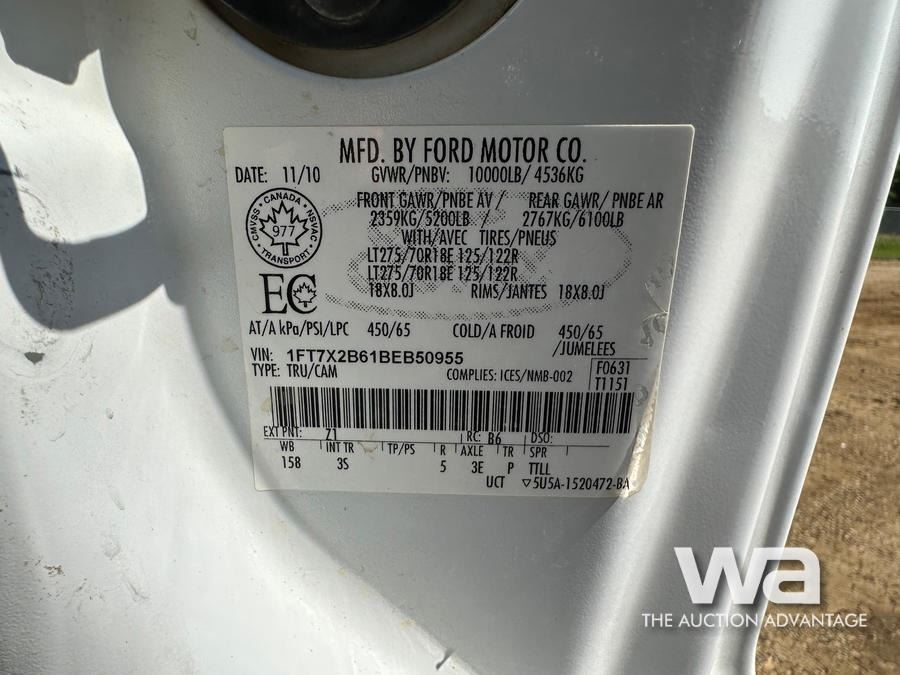 MFD. BY FORD MOTOR CO.
DATE: 11/10 GVWR/PNBV: 10000LB/ 4536KG
FRONT GAWR/PNBE AV / REAR GAWR/ PNBE AR
2359KG/5200LB / 2767KG/6100LB
WITH/AVEC TIRES/PNEUS
LT275/70R18E 125/122R
LT275/70R18E 125/122R
18X8.0J RIMS/JANTES 18X8.0J
CANADA CMVSS NSVAC TRANSPORT
977
EC
AT/A kPa/PSI/LPC 450/65 COLD/A FROID 450/65
/JUMELEES
VIN: 1FT7X2B61BEB50955
TYPE: TRU/CAM COMPLIES: ICES/NMB-002
F0631
T1151
EXT PNT: Z1 RC: B6 DSO:
WB INT TR TP/PS R AXLE TR SPR
158 3S 5 3E P TTLL
UCT ▽5U5A-1520472-BA
wa
THE AUCTION ADVANTAGE